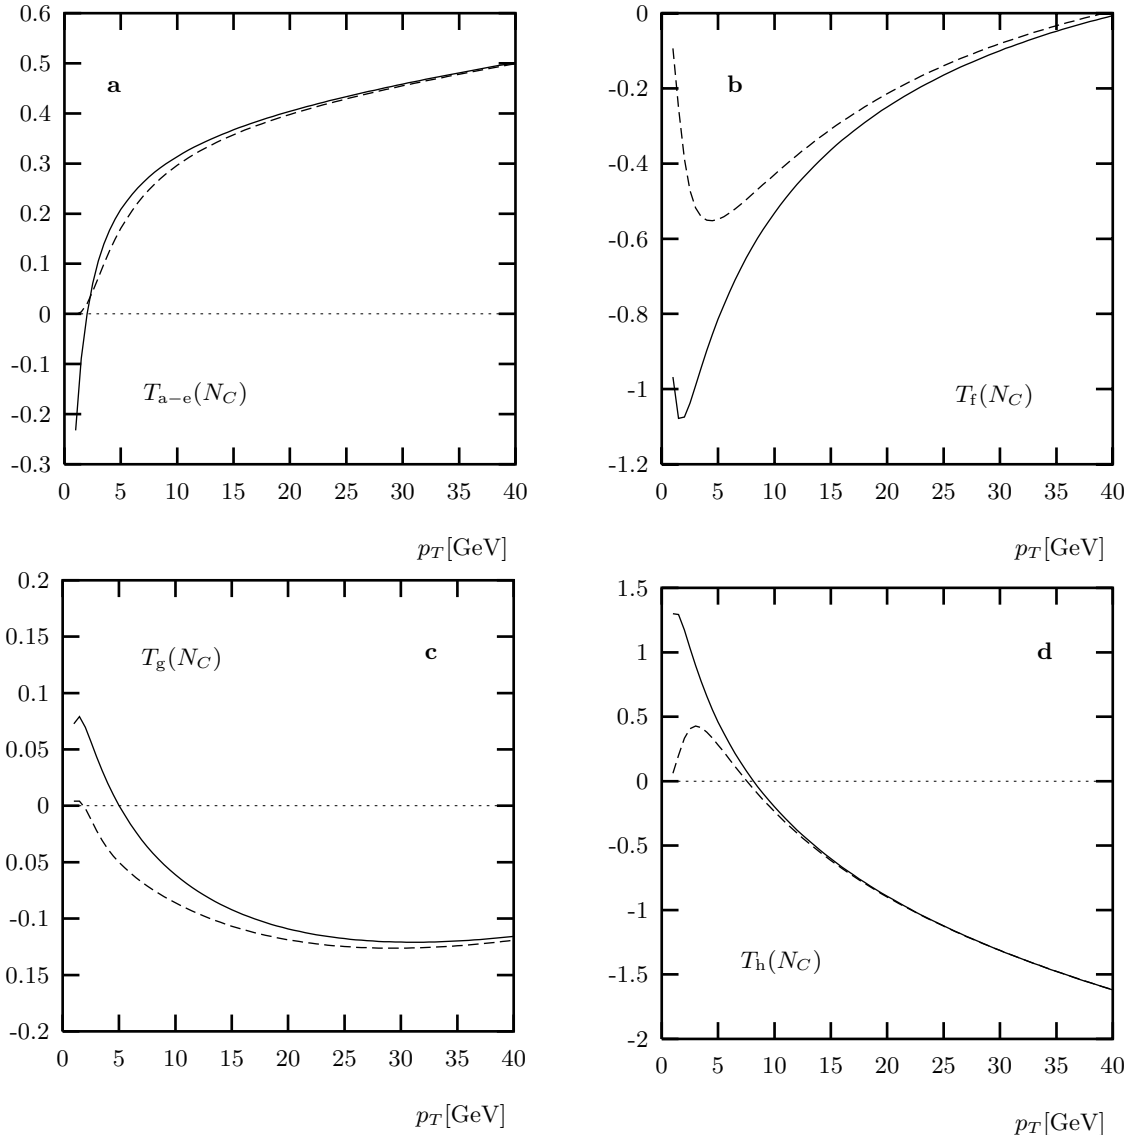 0.6
0.5
0.4
0.3
0.2
0.1
0
-0.1
-0.2
-0.3
a
T_{a-e}(N_C)
0 5 10 15 20 25 30 35 40
p_T[GeV]
0
-0.2
-0.4
-0.6
-0.8
-1
-1.2
b
T_f(N_C)
0 5 10 15 20 25 30 35 40
p_T[GeV]
0.2
0.15
0.1
0.05
0
0.05
-0.1
0.15
-0.2
T_g(N_C)
c
0 5 10 15 20 25 30 35 40
p_T[GeV]
1.5
1
0.5
0
-0.5
-1
-1.5
-2
d
T_h(N_C)
0 5 10 15 20 25 30 35 40
p_T[GeV]